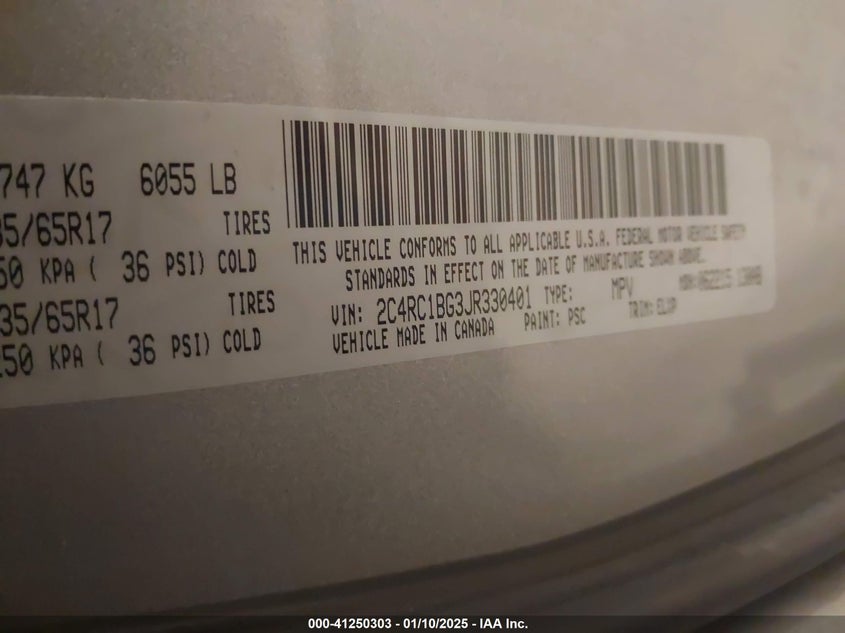 747 KG 6055 LB
35/65R17 TIRES
50 KPA ( 36 PSI) COLD
35/65R17 TIRES
250 KPA ( 36 PSI) COLD
THIS VEHICLE CONFORMS TO ALL APPLICABLE U.S.A. FEDERAL MOTOR VEHICLE SAFETY
STANDARDS IN EFFECT ON THE DATE OF MANUFACTURE SHOWN ABOVE.
VIN: 2C4RC1BG3JR330401 TYPE: MPV
VEHICLE MADE IN CANADA PAINT: PSC TRIM:
000-41250303 - 01/10/2025 - IAA Inc.